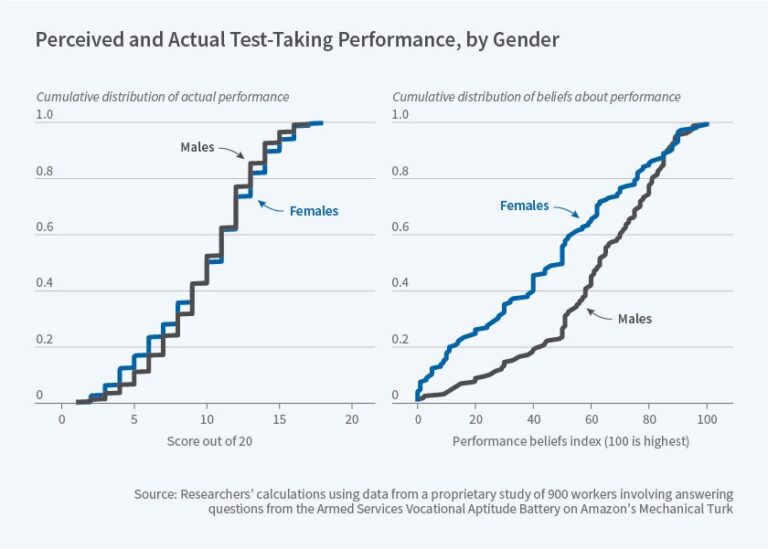 Perceived and Actual Test-Taking Performance, by Gender
Cumulative distribution of actual performance
1.0
Males
0.8
Females
0.6
0.4
0.2
0
0 5 10 15 20
Score out of 20
Cumulative distribution of beliefs about performance
1.0
0.8
Females
0.6
0.4
Males
0.2
0
0 20 40 60 80 100
Performance beliefs index (100 is highest)
Source: Researchers’ calculations using data from a proprietary study of 900 workers involving answering
questions from the Armed Services Vocational Aptitude Battery on Amazon’s Mechanical Turk